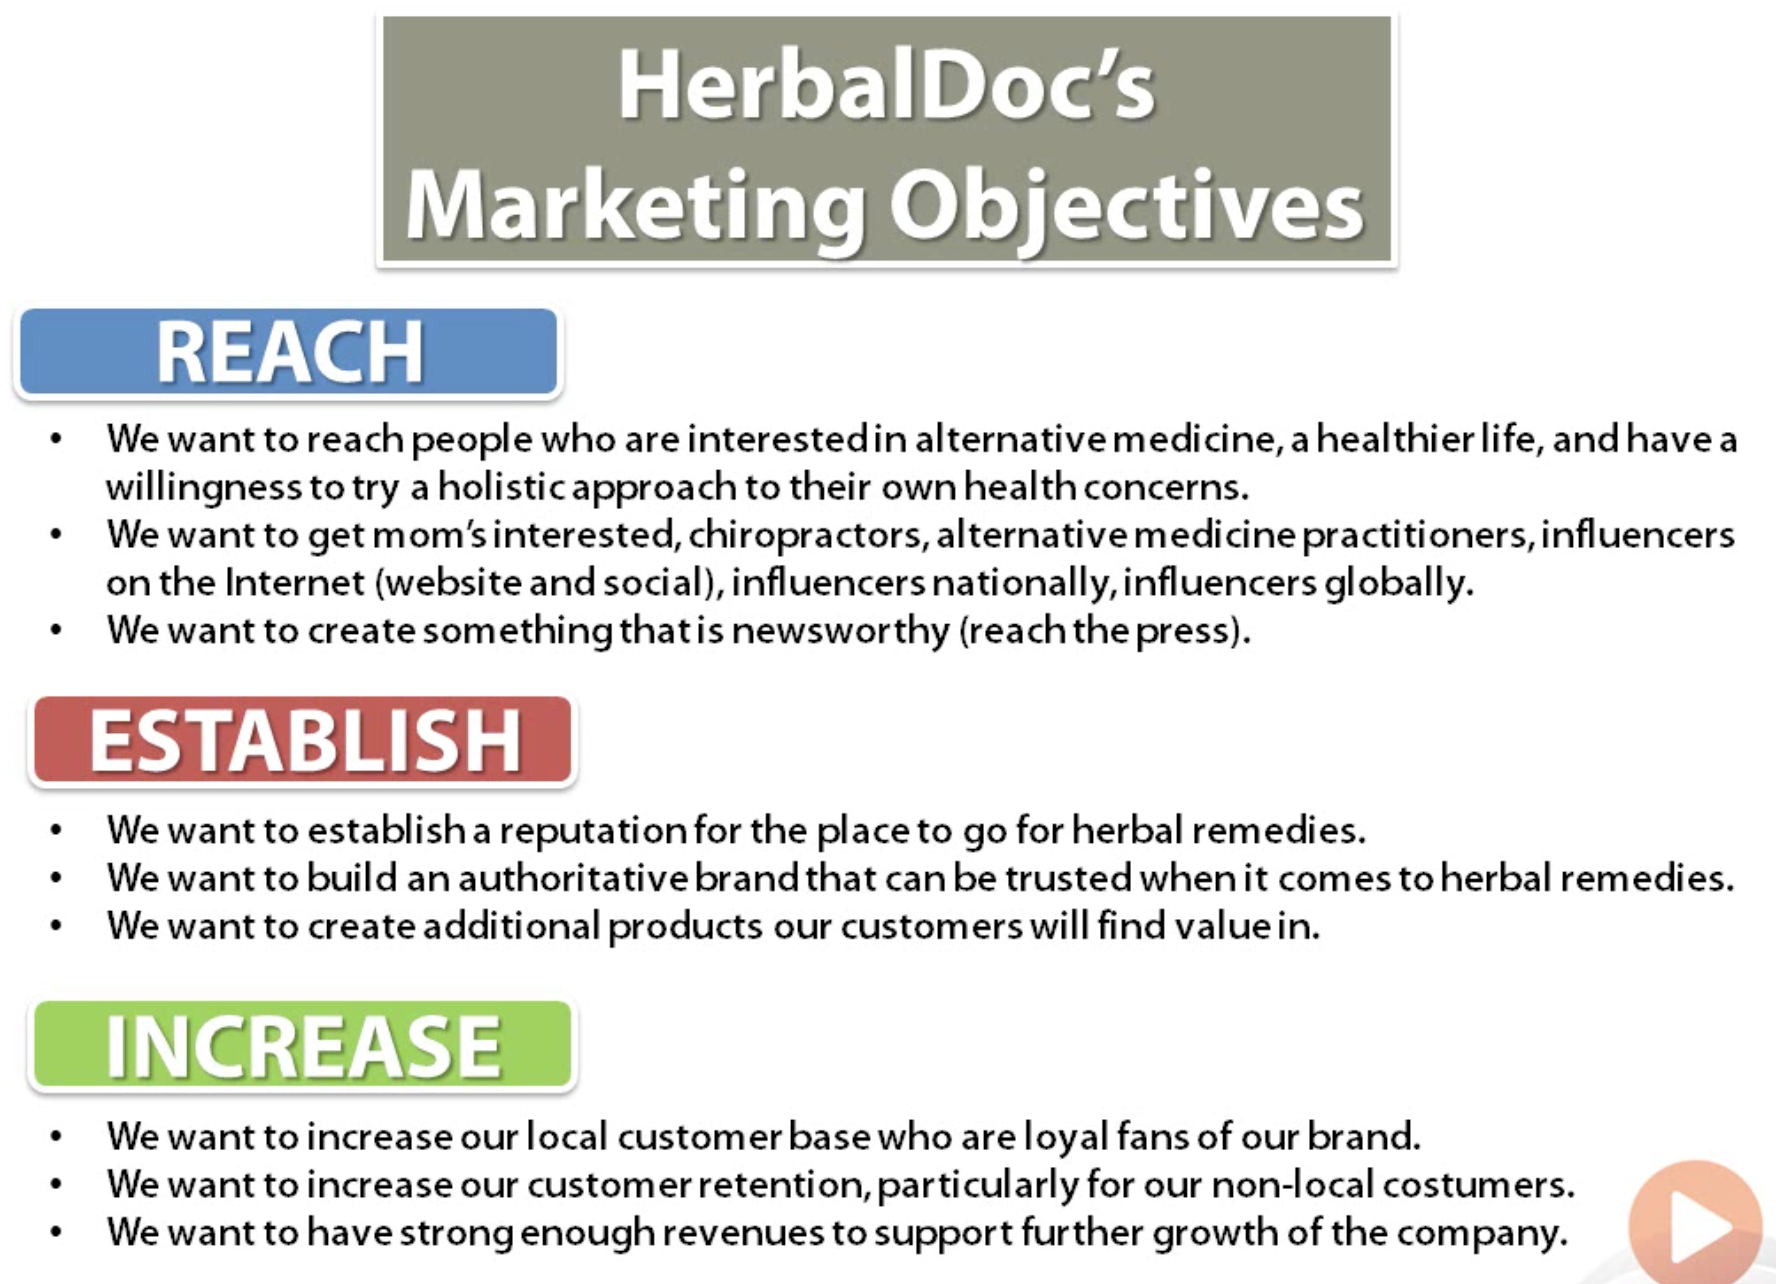 HerbalDoc’s
Marketing Objectives
REACH
• We want to reach people who are interested in alternative medicine, a healthier life, and have a
willingness to try a holistic approach to their own health concerns.
• We want to get mom’s interested, chiropractors, alternative medicine practitioners, influencers
on the Internet (website and social), influencers nationally, influencers globally.
• We want to create something that is newsworthy (reach the press).
ESTABLISH
• We want to establish a reputation for the place to go for herbal remedies.
• We want to build an authoritative brand that can be trusted when it comes to herbal remedies.
• We want to create additional products our customers will find value in.
INCREASE
• We want to increase our local customer base who are loyal fans of our brand.
• We want to increase our customer retention, particularly for our non-local costumers.
• We want to have strong enough revenues to support further growth of the company.